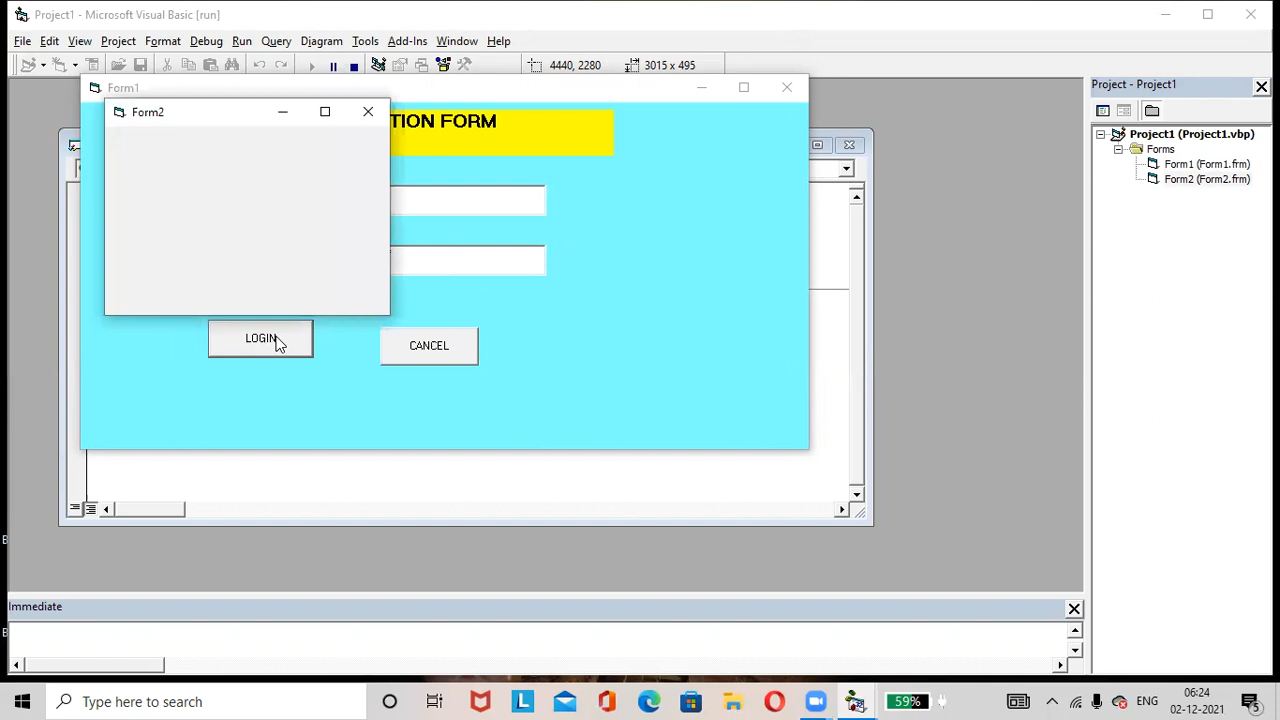 Project1 - Microsoft Visual Basic [run]
File Edit View Project Format Debug Run Query Diagram Tools Add-Ins Window Help
4440, 2280 3015 x 495
Project - Project1
Form1
Form2
TION FORM
Project1 (Project1.vbp)
Forms
Form1 (Form1.frm)
Form2 (Form2.frm)
LOGIN
CANCEL
Immediate
Type here to search
59%
ENG
06:24
02-12-2021
5